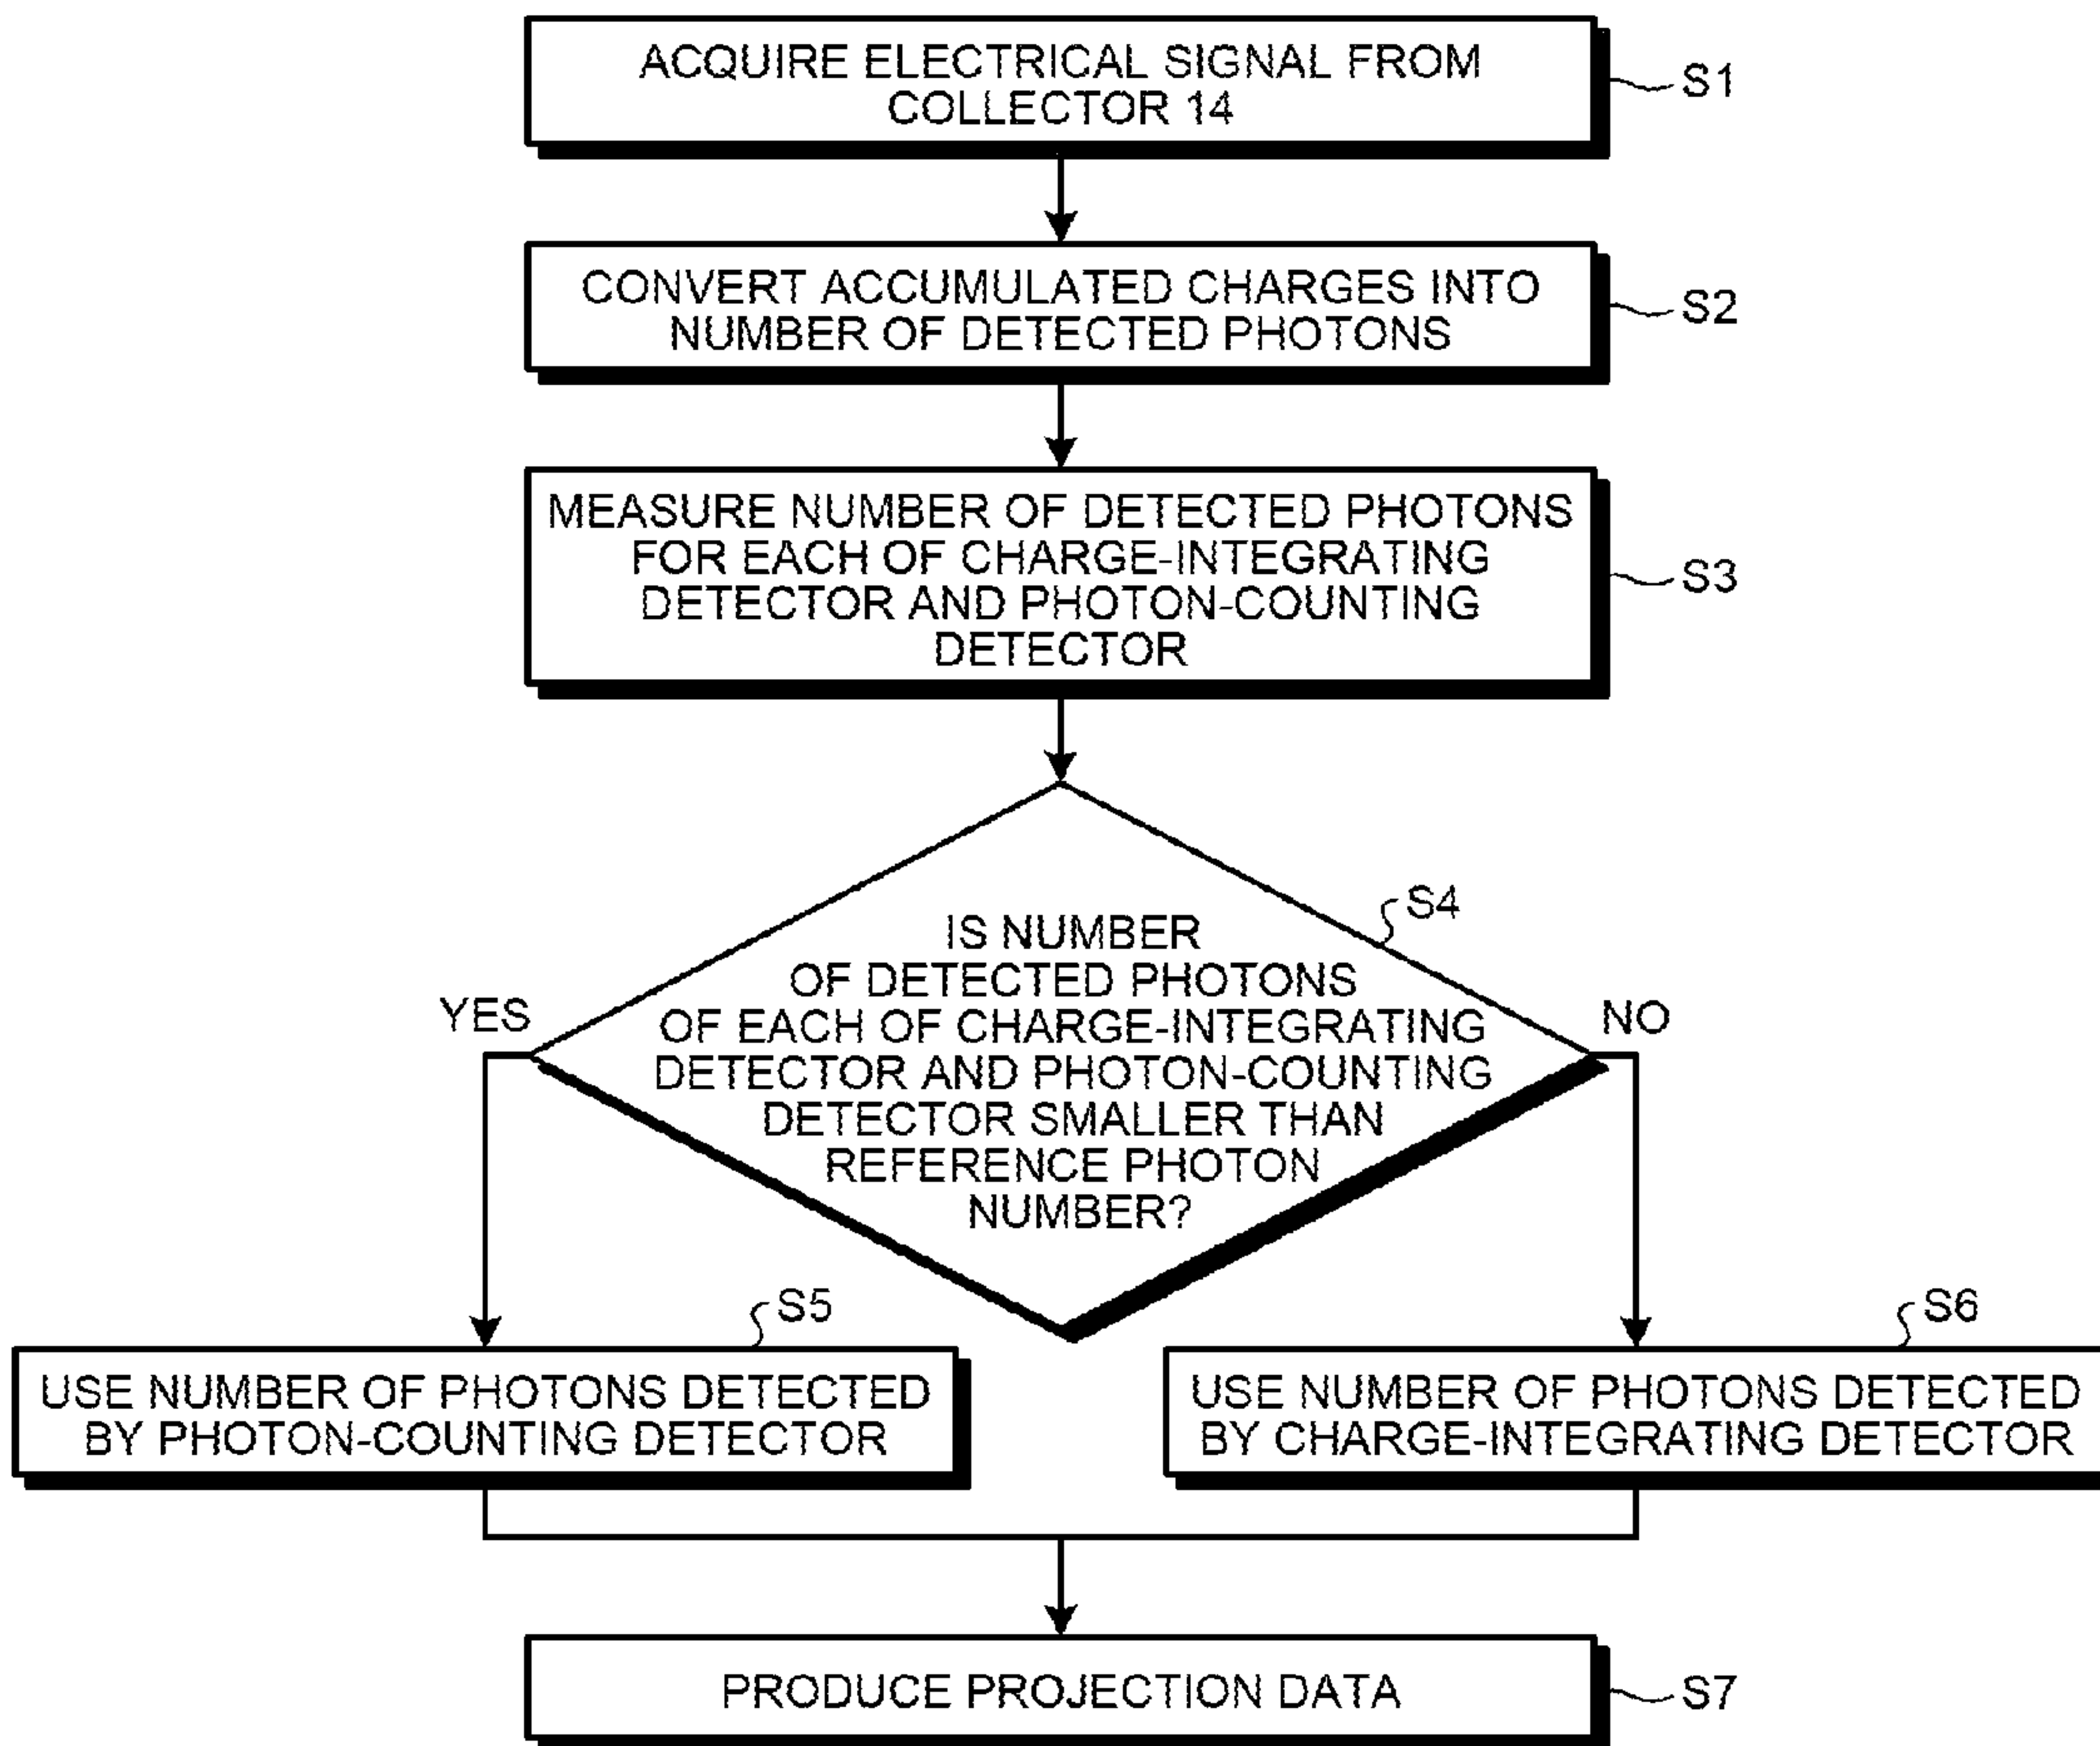 ACQUIRE ELECTRICAL SIGNAL FROM
COLLECTOR 14
S1
CONVERT ACCUMULATED CHARGES INTO
NUMBER OF DETECTED PHOTONS
S2
MEASURE NUMBER OF DETECTED PHOTONS
FOR EACH OF CHARGE-INTEGRATING
DETECTOR AND PHOTON-COUNTING
DETECTOR
S3
S4
IS NUMBER
OF DETECTED PHOTONS
OF EACH OF CHARGE-INTEGRATING
DETECTOR AND PHOTON-COUNTING
DETECTOR SMALLER THAN
REFERENCE PHOTON
NUMBER?
YES
NO
S5
USE NUMBER OF PHOTONS DETECTED
BY PHOTON-COUNTING DETECTOR
S6
USE NUMBER OF PHOTONS DETECTED
BY CHARGE-INTEGRATING DETECTOR
PRODUCE PROJECTION DATA
S7